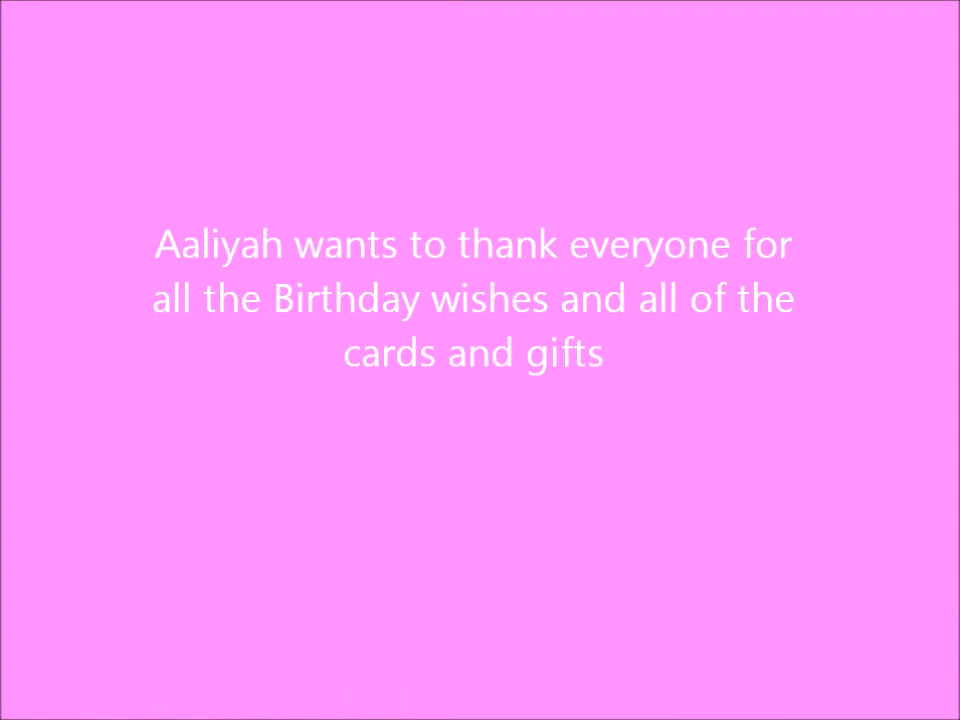 Aaliyah wants to thank everyone for
all the Birthday wishes and all of the
cards and gifts